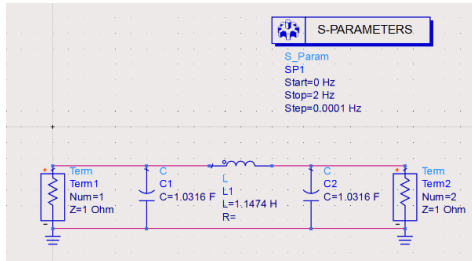 S-PARAMETERS
S_Param
SP1
Start=0 Hz
Stop=2 Hz
Step=0.0001 Hz
Term
Term1
Num=1
Z=1 Ohm
C
C1
C=1.0316 F
L
L1
L=1.1474 H
R=
C
C2
C=1.0316 F
Term
Term2
Num=2
Z=1 Ohm